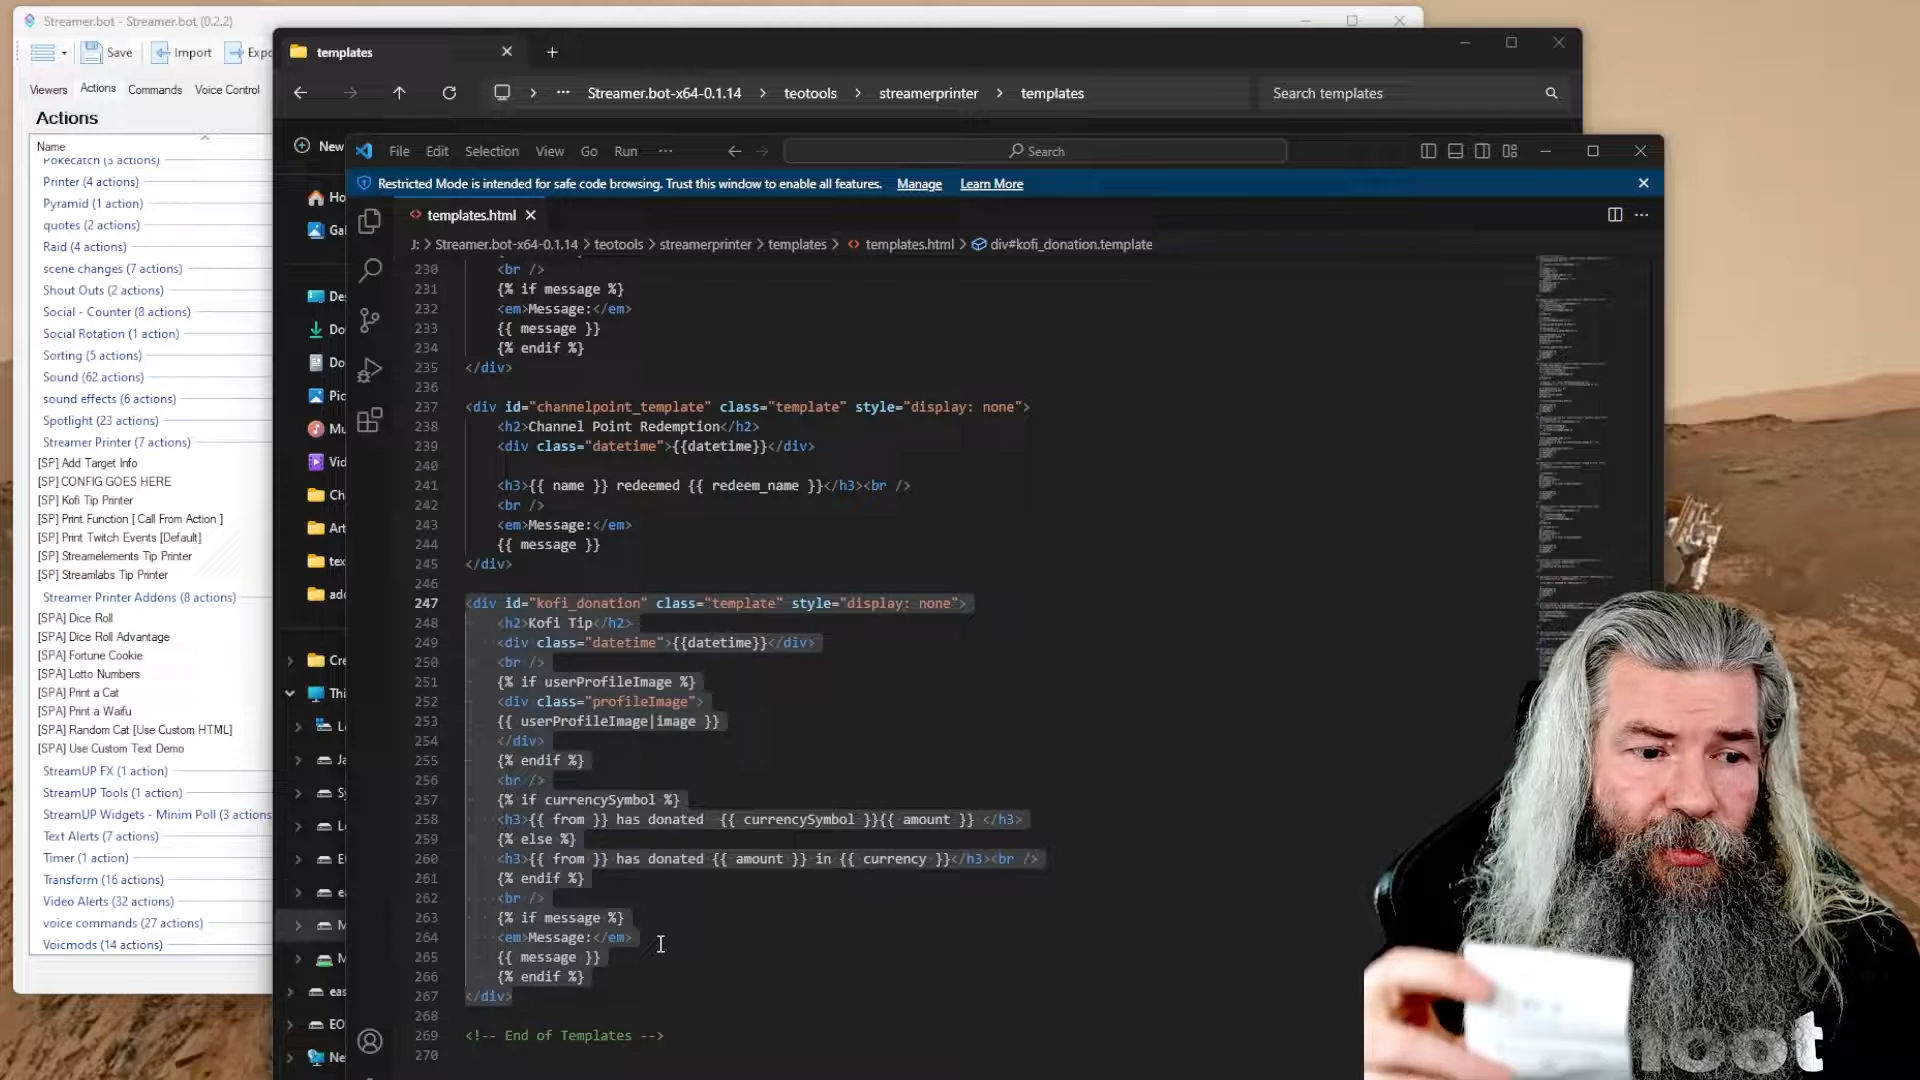 Streamer.bot - Streamer.bot (0.2.2)
Save
Import
Viewers
Actions
Commands
Voice Control
Actions
Name
Pokecatch (3 actions)
Printer (4 actions)
Pyramid (1 action)
quotes (2 actions)
Raid (4 actions)
scene changes (7 actions)
Shout Outs (2 actions)
Social - Counter (8 actions)
Social Rotation (1 action)
Sorting (5 actions)
Sound (62 actions)
sound effects (6 actions)
Spotlight (23 actions)
Streamer Printer (7 actions)
[SP] Add Target Info
[SP] CONFIG GOES HERE
[SP] Kofi Tip Printer
[SP] Print Function [ Call From Action ]
[SP] Print Twitch Events [Default]
[SP] Streamelements Tip Printer
[SP] Streamlabs Tip Printer
Streamer Printer Addons (8 actions)
[SPA] Dice Roll
[SPA] Dice Roll Advantage
[SPA] Fortune Cookie
[SPA] Lotto Numbers
[SPA] Print a Cat
[SPA] Print a Waifu
[SPA] Random Cat [Use Custom HTML]
[SPA] Use Custom Text Demo
StreamUP FX (1 action)
StreamUP Tools (1 action)
StreamUP Widgets - Minim Poll (3 actions
Text Alerts (7 actions)
Timer (1 action)
Transform (16 actions)
Video Alerts (32 actions)
voice commands (27 actions)
Voicmods (14 actions)
templates
··· Streamer.bot-x64-0.1.14 > teotools > streamerprinter > templates
Search templates
New
File Edit Selection View Go Run ···
Search
Restricted Mode is intended for safe code browsing. Trust this window to enable all features. Manage Learn More
templates.html
J: > Streamer.bot-x64-0.1.14 > teotools > streamerprinter > templates > templates.html > div#kofi_donation.template
230 <br />
231 {% if message %}
232 <em>Message:</em>
233 {{ message }}
234 {% endif %}
235 </div>
236
237 <div id="channelpoint_template" class="template" style="display: none">
238 <h2>Channel Point Redemption</h2>
239 <div class="datetime">{{datetime}}</div>
240
241 <h3>{{ name }} redeemed {{ redeem_name }}</h3><br />
242 <br />
243 <em>Message:</em>
244 {{ message }}
245 </div>
246
247 <div id="kofi_donation" class="template" style="display: none">
248 <h2>Kofi Tip</h2>
249 <div class="datetime">{{datetime}}</div>
250 <br />
251 {% if userProfileImage %}
252 <div class="profileImage">
253 {{ userProfileImage|image }}
254 </div>
255 {% endif %}
256 <br />
257 {% if currencySymbol %}
258 <h3>{{ from }} has donated  {{ currencySymbol }}{{ amount }} </h3>
259 {% else %}
260 <h3>{{ from }} has donated {{ amount }} in {{ currency }}</h3><br />
261 {% endif %}
262 <br />
263 {% if message %}
264 <em>Message:</em>
265 {{ message }}
266 {% endif %}
267 </div>
268
269 <!-- End of Templates -->
270